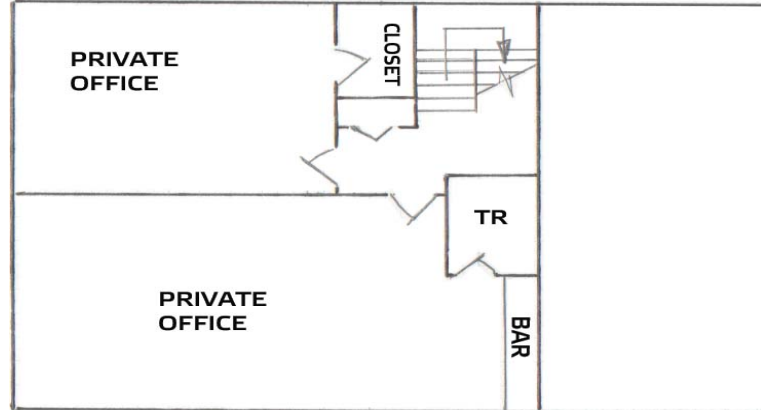 PRIVATE
OFFICE
CLOSET
TR
PRIVATE
OFFICE
BAR